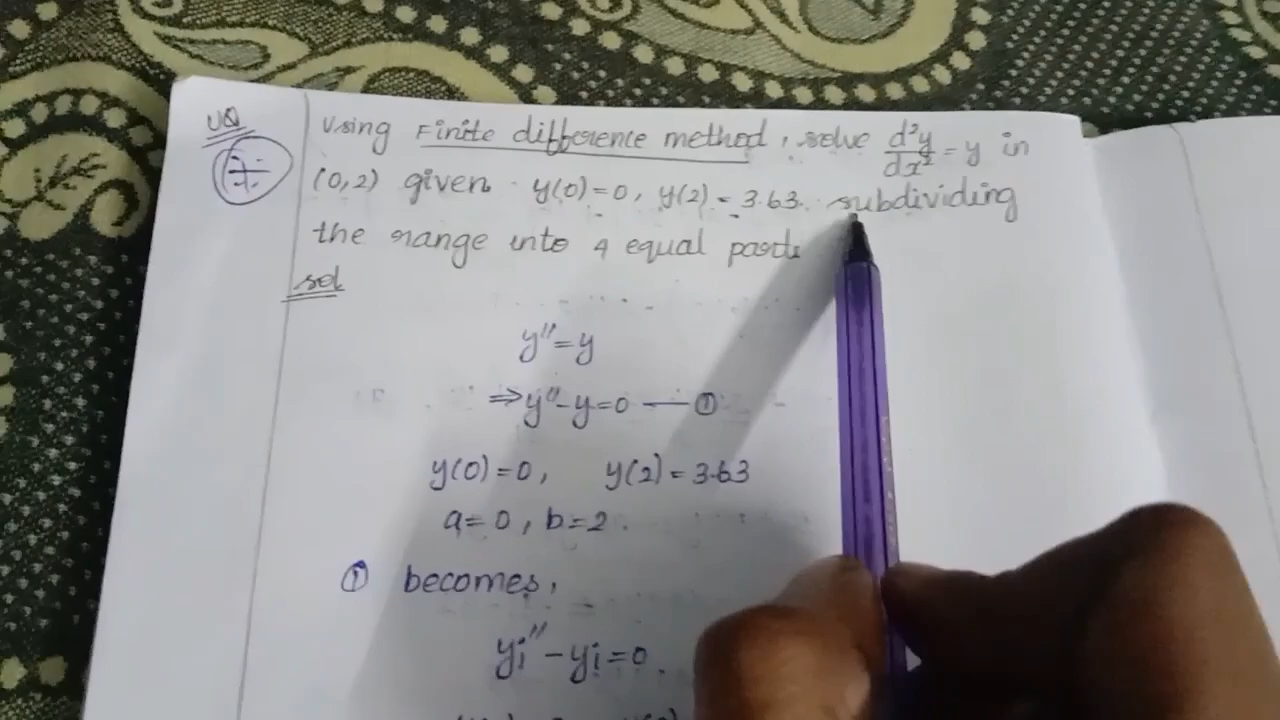 UQ
7. Using Finite difference method, solve d²y/dx² = y in
(0,2) given y(0)=0, y(2) = 3.63. subdividing
the range into 4 equal parts
sol
y''=y
⇒y''-y=0 — ①
y(0)=0, y(2)=3.63
a=0, b=2.
① becomes,
yi''-yi=0.